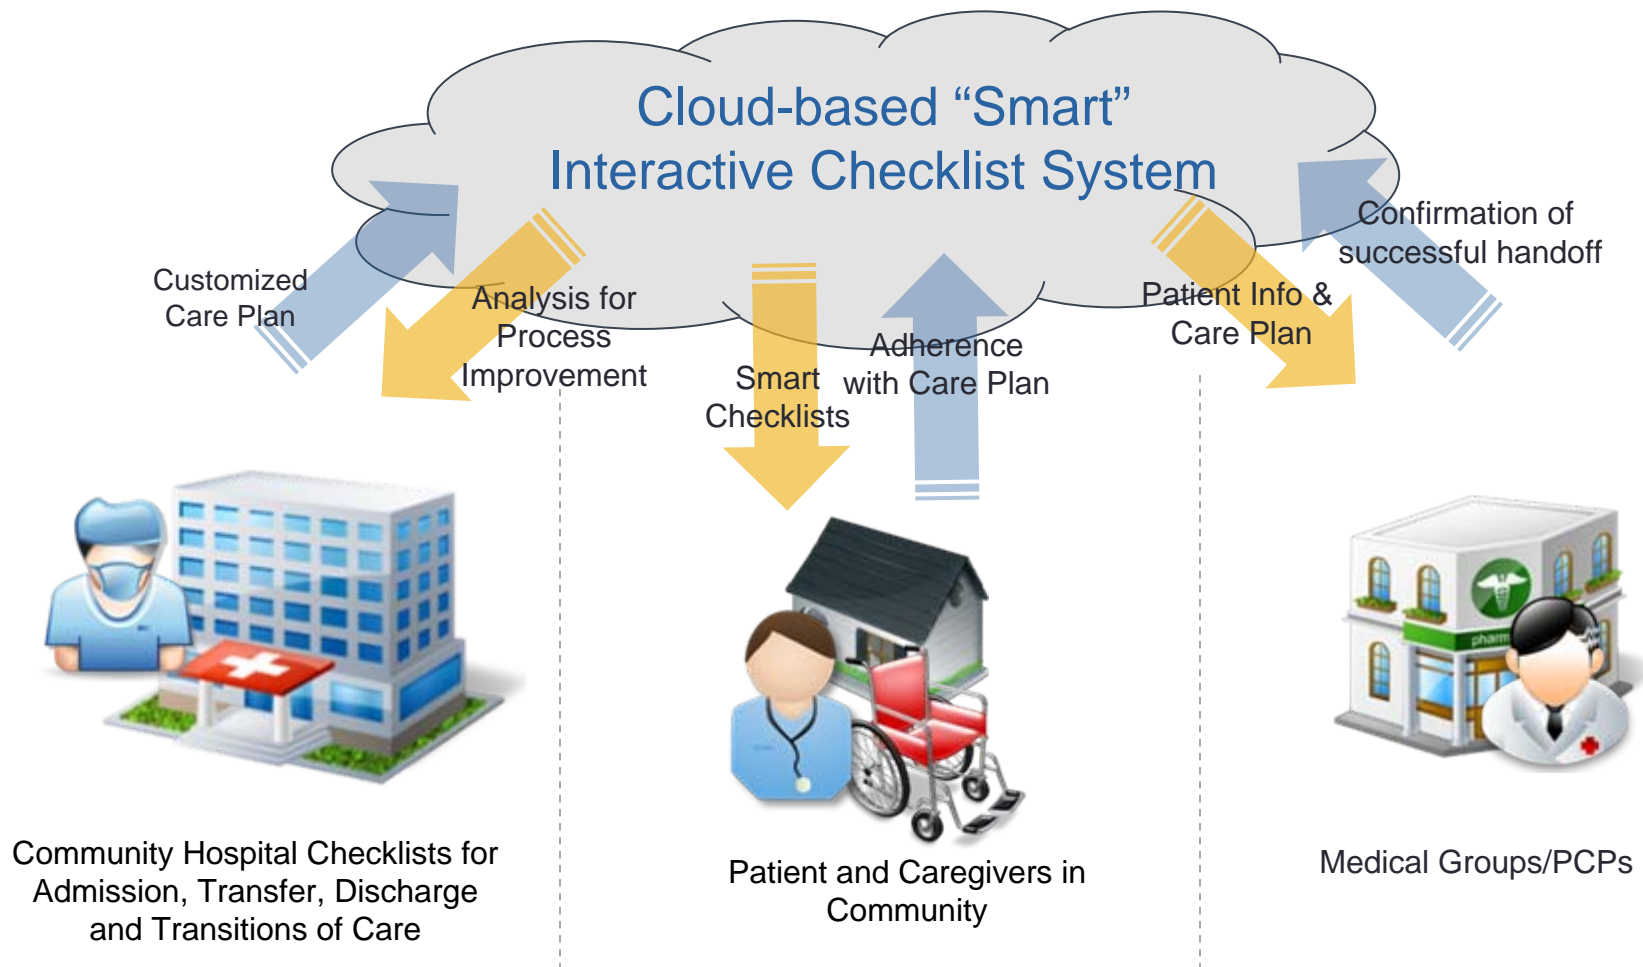 Cloud-based “Smart”
Interactive Checklist System
Customized
Care Plan
Analysis for
Process
Improvement
Smart
Checklists
Adherence
with Care Plan
Patient Info &
Care Plan
Confirmation of
successful handoff
pharm
Community Hospital Checklists for
Admission, Transfer, Discharge
and Transitions of Care
Patient and Caregivers in
Community
Medical Groups/PCPs